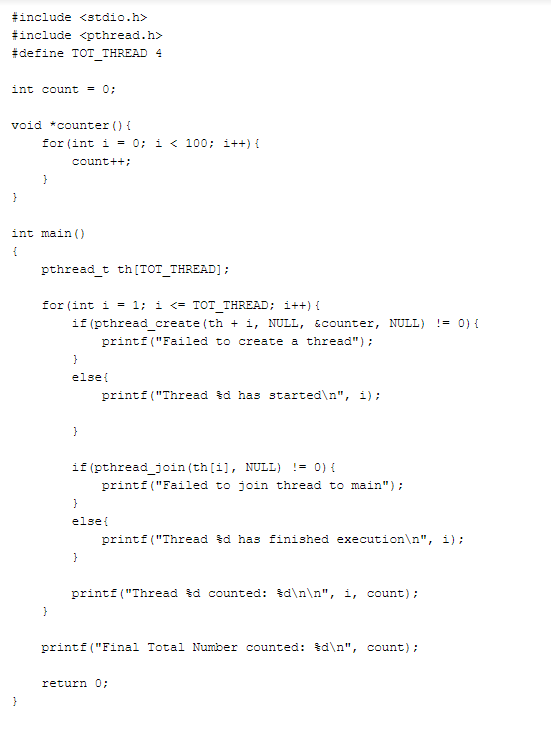 #include <stdio.h>
#include <pthread.h>
#define TOT_THREAD 4

int count = 0;

void *counter(){
    for(int i = 0; i < 100; i++){
        count++;
    }
}

int main()
{
    pthread_t th[TOT_THREAD];

    for(int i = 1; i <= TOT_THREAD; i++){
        if(pthread_create(th + i, NULL, &counter, NULL) != 0){
            printf("Failed to create a thread");
        }
        else{
            printf("Thread %d has started\n", i);

        }

        if(pthread_join(th[i], NULL) != 0){
            printf("Failed to join thread to main");
        }
        else{
            printf("Thread %d has finished execution\n", i);
        }

        printf("Thread %d counted: %d\n\n", i, count);
    }

    printf("Final Total Number counted: %d\n", count);

    return 0;
}